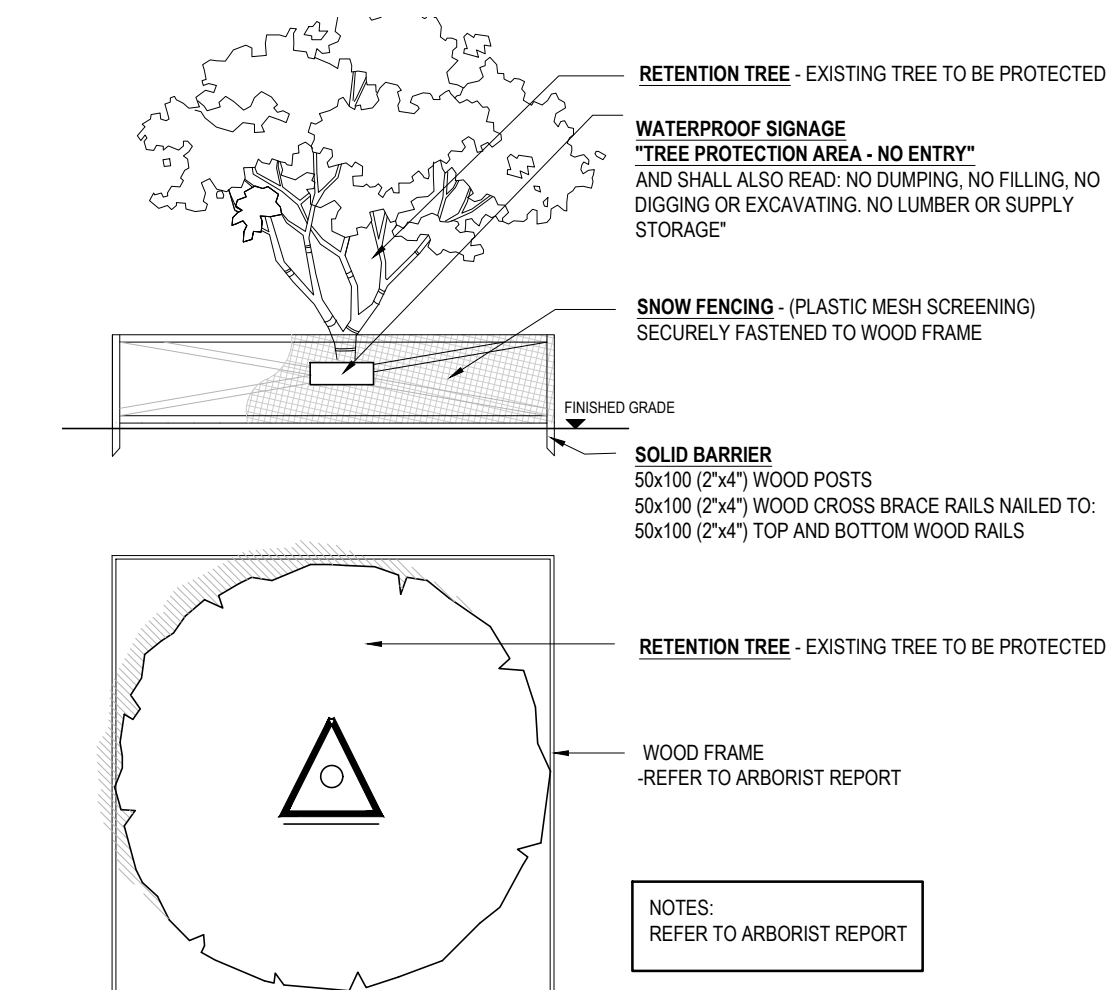 RETENTION TREE - EXISTING TREE TO BE PROTECTED
WATERPROOF SIGNAGE
"TREE PROTECTION AREA - NO ENTRY"
AND SHALL ALSO READ: NO DUMPING, NO FILLING, NO
DIGGING OR EXCAVATING. NO LUMBER OR SUPPLY
STORAGE"
SNOW FENCING - (PLASTIC MESH SCREENING)
SECURELY FASTENED TO WOOD FRAME
FINISHED GRADE
SOLID BARRIER
50x100 (2"x4") WOOD POSTS
50x100 (2"x4") WOOD CROSS BRACE RAILS NAILED TO:
50x100 (2"x4") TOP AND BOTTOM WOOD RAILS
RETENTION TREE - EXISTING TREE TO BE PROTECTED
WOOD FRAME
-REFER TO ARBORIST REPORT
NOTES:
REFER TO ARBORIST REPORT